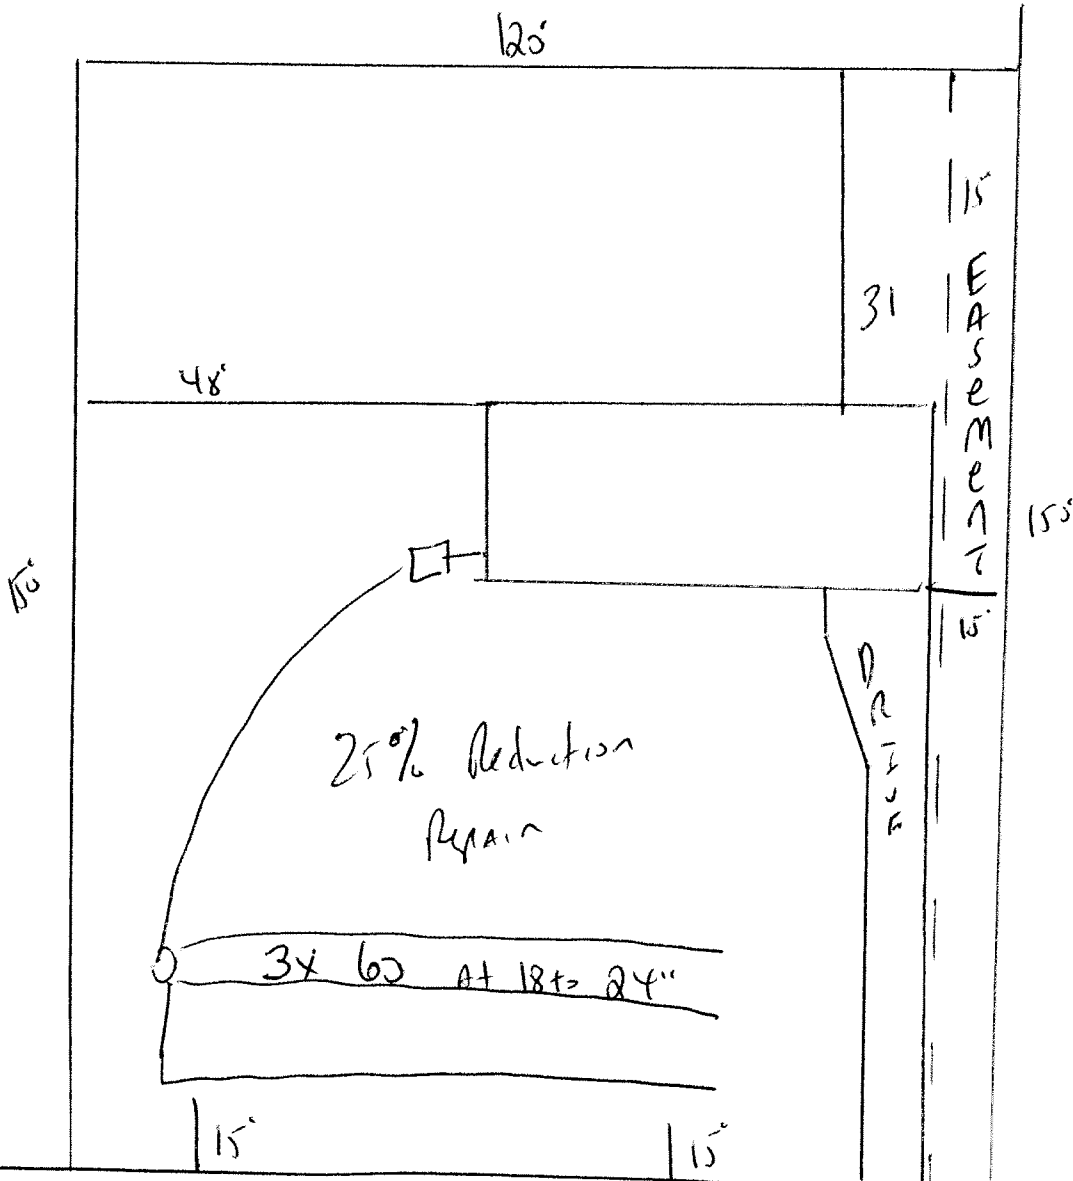 120'
15'
EASeMenT
31
48'
150'
150'
15'
DRIVE
25% Reduction
Repair
3x 60 At 18 to 24"
15'
15'